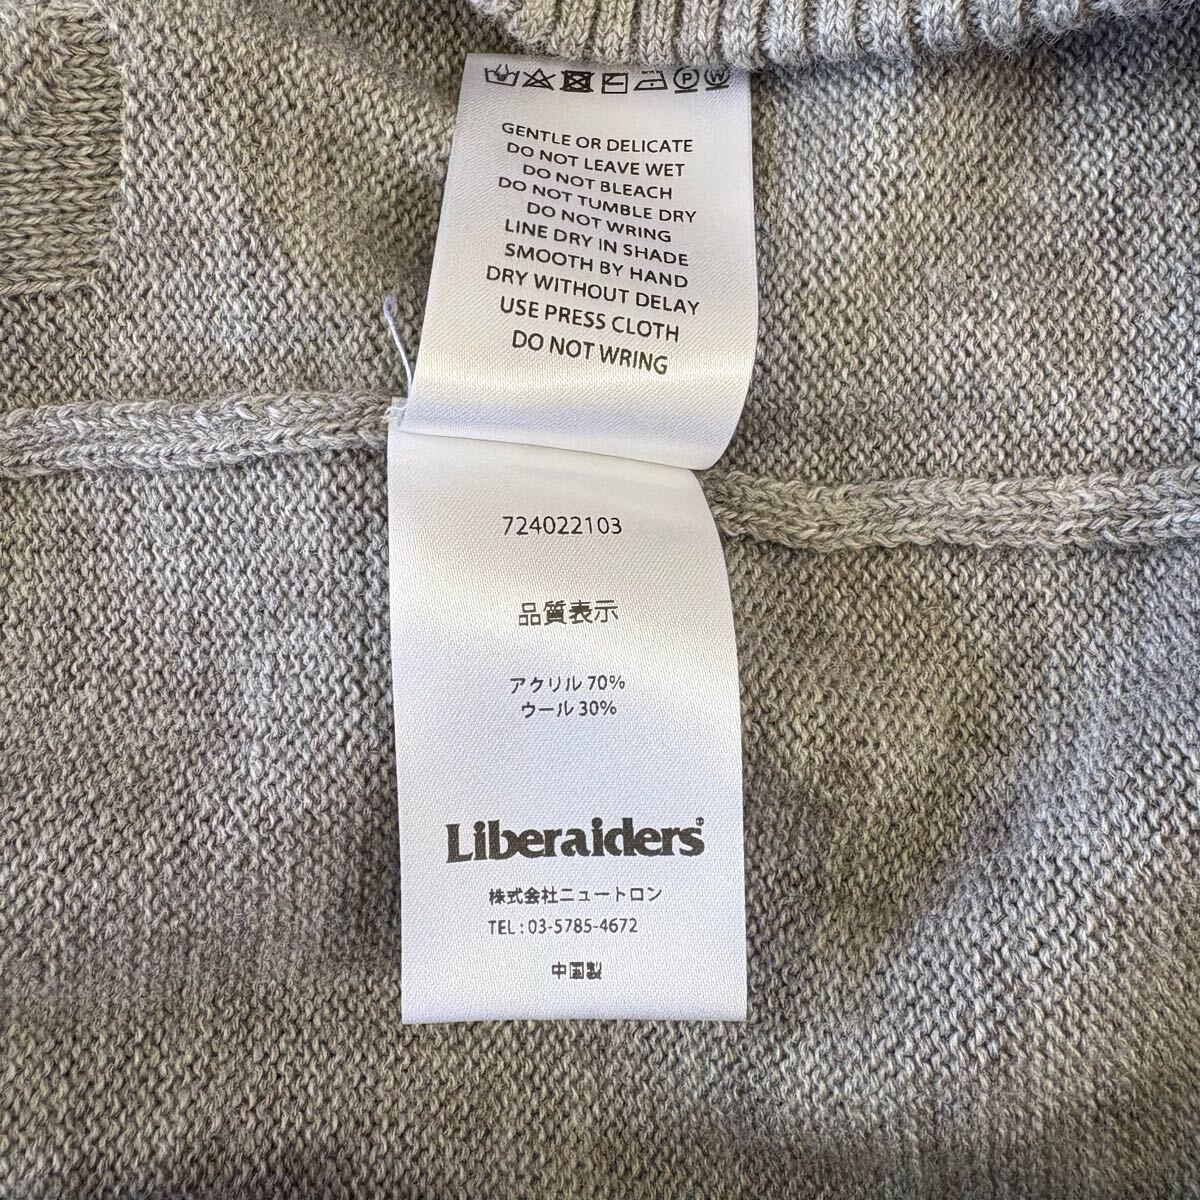 P W
GENTLE OR DELICATE
DO NOT LEAVE WET
DO NOT BLEACH
DO NOT TUMBLE DRY
DO NOT WRING
LINE DRY IN SHADE
SMOOTH BY HAND
DRY WITHOUT DELAY
USE PRESS CLOTH
DO NOT WRING
724022103
品質表示
アクリル 70%
ウール 30%
Liberaiders®
株式会社ニュートロン
TEL : 03-5785-4672
中国製